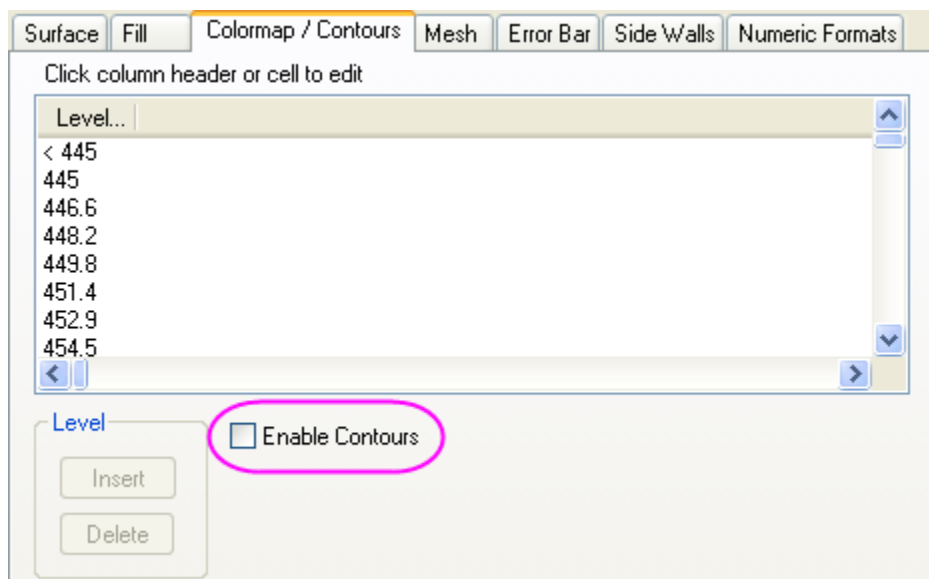 Surface Fill Colormap / Contours Mesh Error Bar Side Walls Numeric Formats
Click column header or cell to edit
Level...
< 445
445
446.6
448.2
449.8
451.4
452.9
454.5
Level
Enable Contours
Insert
Delete